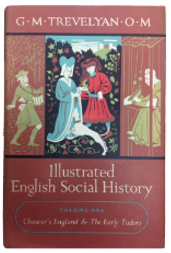 G·M·TREVELYAN·O·M
Illustrated
English Social History
VOLUME ONE
Chaucer's England & The Early Tudors